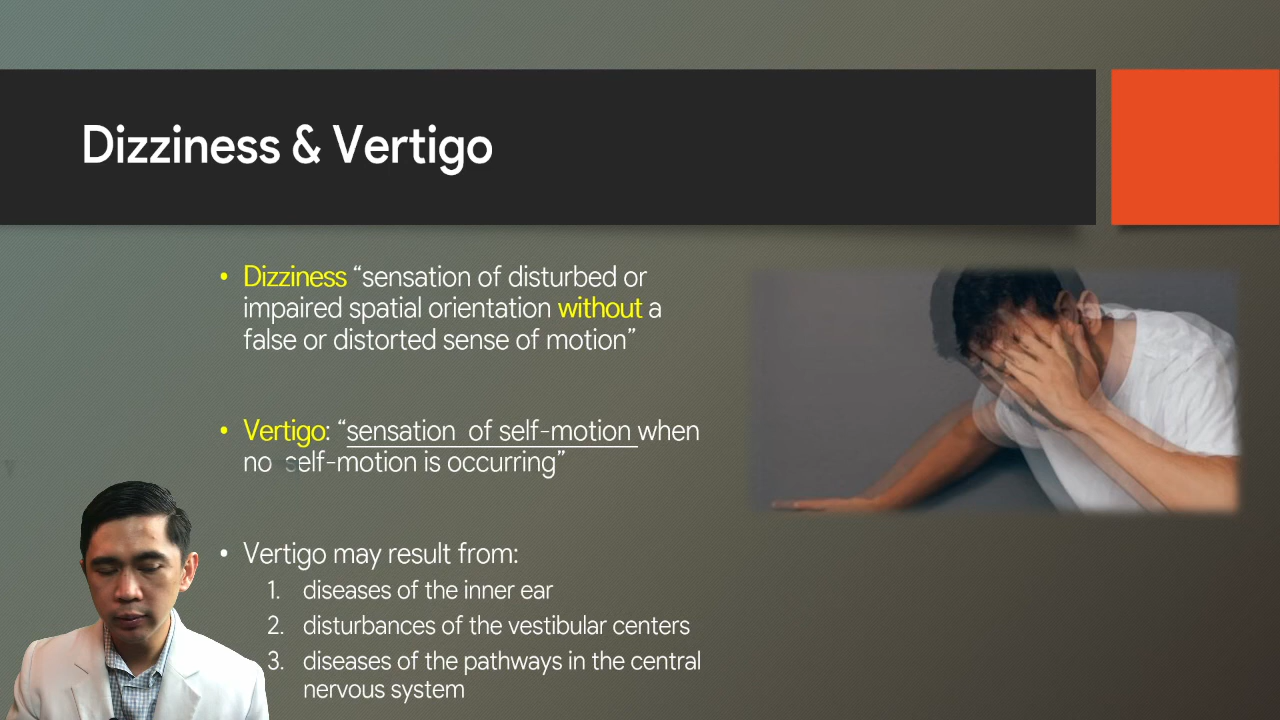 Dizziness & Vertigo
• Dizziness “sensation of disturbed or
impaired spatial orientation without a
false or distorted sense of motion”
• Vertigo: “sensation of self-motion when
no self-motion is occurring”
• Vertigo may result from:
1. diseases of the inner ear
2. disturbances of the vestibular centers
3. diseases of the pathways in the central
nervous system